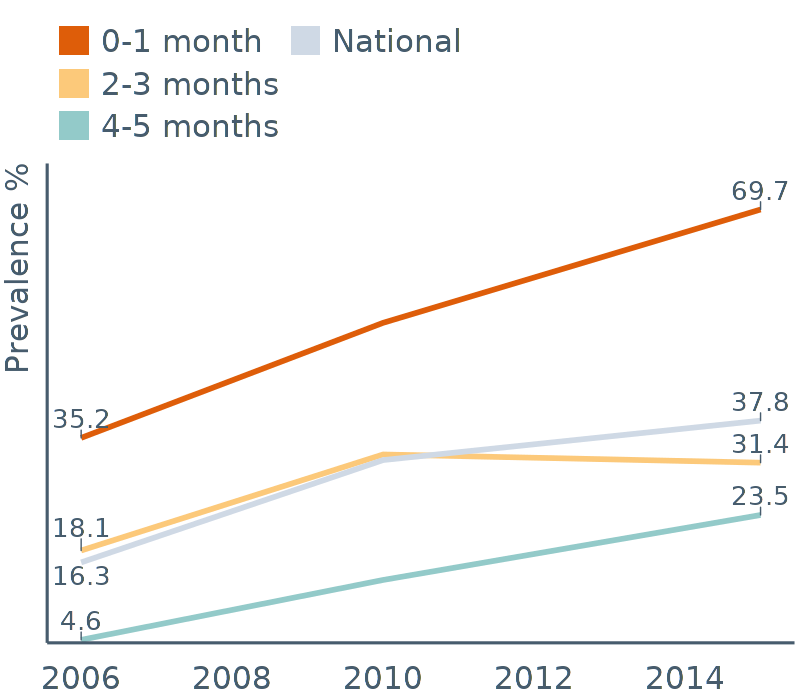 0-1 month
National
2-3 months
4-5 months
Prevalence %
69.7
35.2
37.8
31.4
23.5
18.1
16.3
4.6
2006 2008 2010 2012 2014